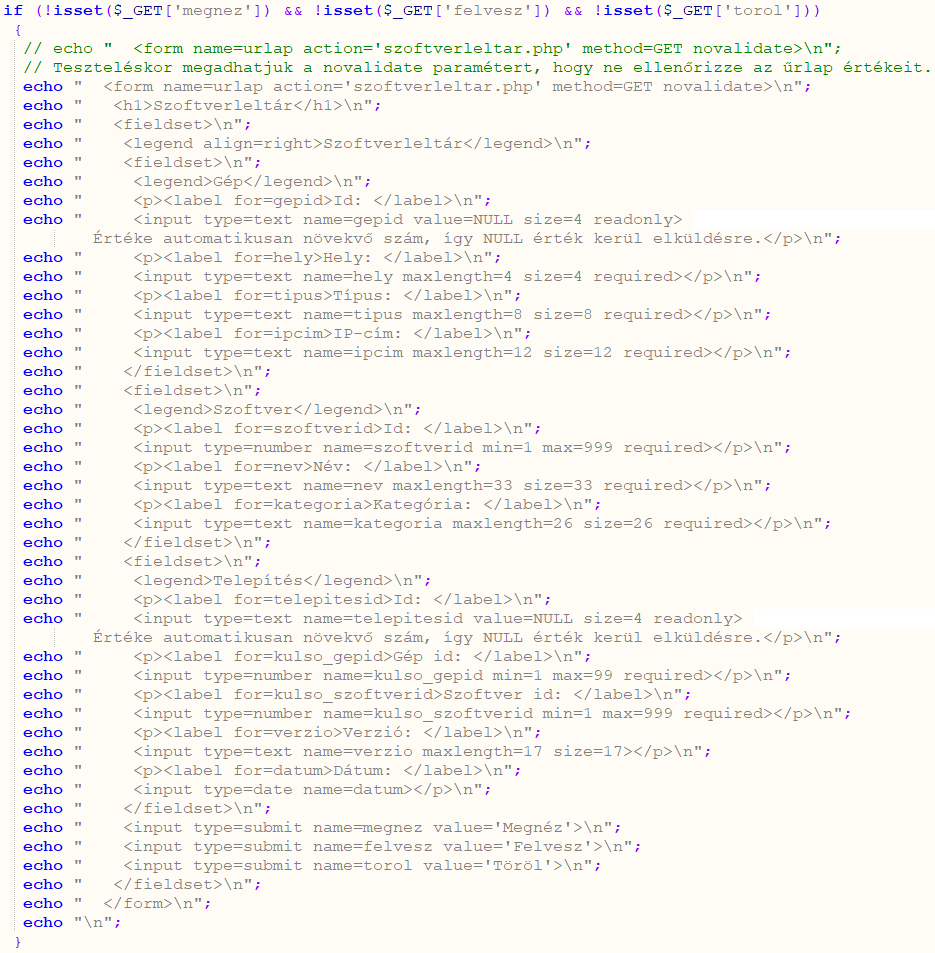 if (!isset($_GET['megnez']) && !isset($_GET['felvesz']) && !isset($_GET['torol']))
{
// echo "  <form name=urlap action='szoftverleltar.php' method=GET novalidate>\n";
// Teszteléskor megadhatjuk a novalidate paramétert, hogy ne ellenőrizze az űrlap értékeit.
echo "  <form name=urlap action='szoftverleltar.php' method=GET novalidate>\n";
echo "   <h1>Szoftverleltár</h1>\n";
echo "   <fieldset>\n";
echo "    <legend align=right>Szoftverleltár</legend>\n";
echo "    <fieldset>\n";
echo "     <legend>Gép</legend>\n";
echo "     <p><label for=gepid>Id: </label>\n";
echo "     <input type=text name=gepid value=NULL size=4 readonly>
Értéke automatikusan növekvő szám, így NULL érték kerül elküldésre.</p>\n";
echo "     <p><label for=hely>Hely: </label>\n";
echo "     <input type=text name=hely maxlength=4 size=4 required></p>\n";
echo "     <p><label for=tipus>Típus: </label>\n";
echo "     <input type=text name=tipus maxlength=8 size=8 required></p>\n";
echo "     <p><label for=ipcim>IP-cím: </label>\n";
echo "     <input type=text name=ipcim maxlength=12 size=12 required></p>\n";
echo "    </fieldset>\n";
echo "    <fieldset>\n";
echo "     <legend>Szoftver</legend>\n";
echo "     <p><label for=szoftverid>Id: </label>\n";
echo "     <input type=number name=szoftverid min=1 max=999 required></p>\n";
echo "     <p><label for=nev>Név: </label>\n";
echo "     <input type=text name=nev maxlength=33 size=33 required></p>\n";
echo "     <p><label for=kategoria>Kategória: </label>\n";
echo "     <input type=text name=kategoria maxlength=26 size=26 required></p>\n";
echo "    </fieldset>\n";
echo "    <fieldset>\n";
echo "     <legend>Telepítés</legend>\n";
echo "     <p><label for=telepitesid>Id: </label>\n";
echo "     <input type=text name=telepitesid value=NULL size=4 readonly>
Értéke automatikusan növekvő szám, így NULL érték kerül elküldésre.</p>\n";
echo "     <p><label for=kulso_gepid>Gép id: </label>\n";
echo "     <input type=number name=kulso_gepid min=1 max=99 required></p>\n";
echo "     <p><label for=kulso_szoftverid>Szoftver id: </label>\n";
echo "     <input type=number name=kulso_szoftverid min=1 max=999 required></p>\n";
echo "     <p><label for=verzio>Verzió: </label>\n";
echo "     <input type=text name=verzio maxlength=17 size=17></p>\n";
echo "     <p><label for=datum>Dátum: </label>\n";
echo "     <input type=date name=datum></p>\n";
echo "    </fieldset>\n";
echo "    <input type=submit name=megnez value='Megnéz'>\n";
echo "    <input type=submit name=felvesz value='Felvesz'>\n";
echo "    <input type=submit name=torol value='Töröl'>\n";
echo "   </fieldset>\n";
echo "  </form>\n";
echo "\n";
}